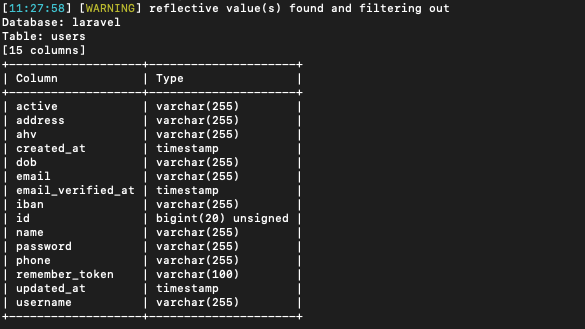 [11:27:58] [WARNING] reflective value(s) found and filtering out
Database: laravel
Table: users
[15 columns]
+-------------------+---------------------+
| Column            | Type                |
+-------------------+---------------------+
| active            | varchar(255)        |
| address           | varchar(255)        |
| ahv               | varchar(255)        |
| created_at        | timestamp           |
| dob               | varchar(255)        |
| email             | varchar(255)        |
| email_verified_at | timestamp           |
| iban              | varchar(255)        |
| id                | bigint(20) unsigned |
| name              | varchar(255)        |
| password          | varchar(255)        |
| phone             | varchar(255)        |
| remember_token    | varchar(100)        |
| updated_at        | timestamp           |
| username          | varchar(255)        |
+-------------------+---------------------+